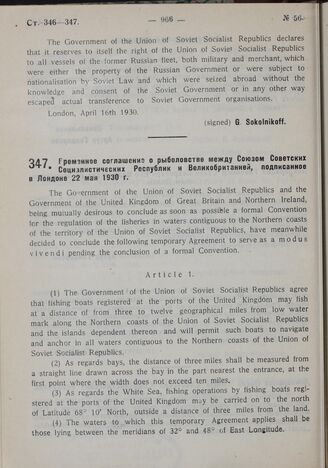 Ст. 346—347. — 966 — № 56
The Government of the Union of Soviet Socialist Republics declares
that it reserves to itself the right of the Union of Soviet Socialist Republics
to all vessels of the former Russian fleet, both military and merchant, which
were either the property of the Russian Government or were subject to
nationalisation by Soviet Law and which were seized abroad without the
knowledge and consent of the Soviet Government or in any other way
escaped actual transference to Soviet Government organisations.
London, April 16th 1930.
(signed) G. Sokolnikoff.
347. Временное соглашение о рыболовстве между Союзом Советских
Социалистических Республик и Великобританией, подписанное
в Лондоне 22 мая 1930 г.
The Government of the Union of Soviet Socialist Republics and the
Government of the United Kingdom of Great Britain and Northern Ireland,
being mutually desirous to conclude as soon as possible a formal Convention
for the regulation of the fisheries in waters contiguous to the Northern coasts
of the territory of the Union of Soviet Socialist Republics, have meanwhile
decided to conclude the following temporary Agreement to serve as a modus
vivendi pending the conclusion of a formal Convention.
Article 1.
(1) The Government of the Union of Soviet Socialist Republics agree
that fishing boats registered at the ports of the United Kingdom may fish
at a distance of from three to twelve geographical miles from low water
mark along the Northern coasts of the Union of Soviet Socialist Republics
and the islands dependent thereon and will permit such boats to navigate
and anchor in all waters contiguous to the Northern coasts of the Union of
Soviet Socialist Republics.
(2) As regards bays, the distance of three miles shall be measured from
a straight line drawn across the bay in the part nearest the entrance, at the
first point where the width does not exceed ten miles.
(3) As regards the White Sea, fishing operations by fishing boats regi-
stered at the ports of the United Kingdom may be carried on to the north
of Latitude 68° 10′ North, outside a distance of three miles from the land.
(4) The waters to which this temporary Agreement applies shall be
those lying between the meridians of 32° and 48° of East Longitude.